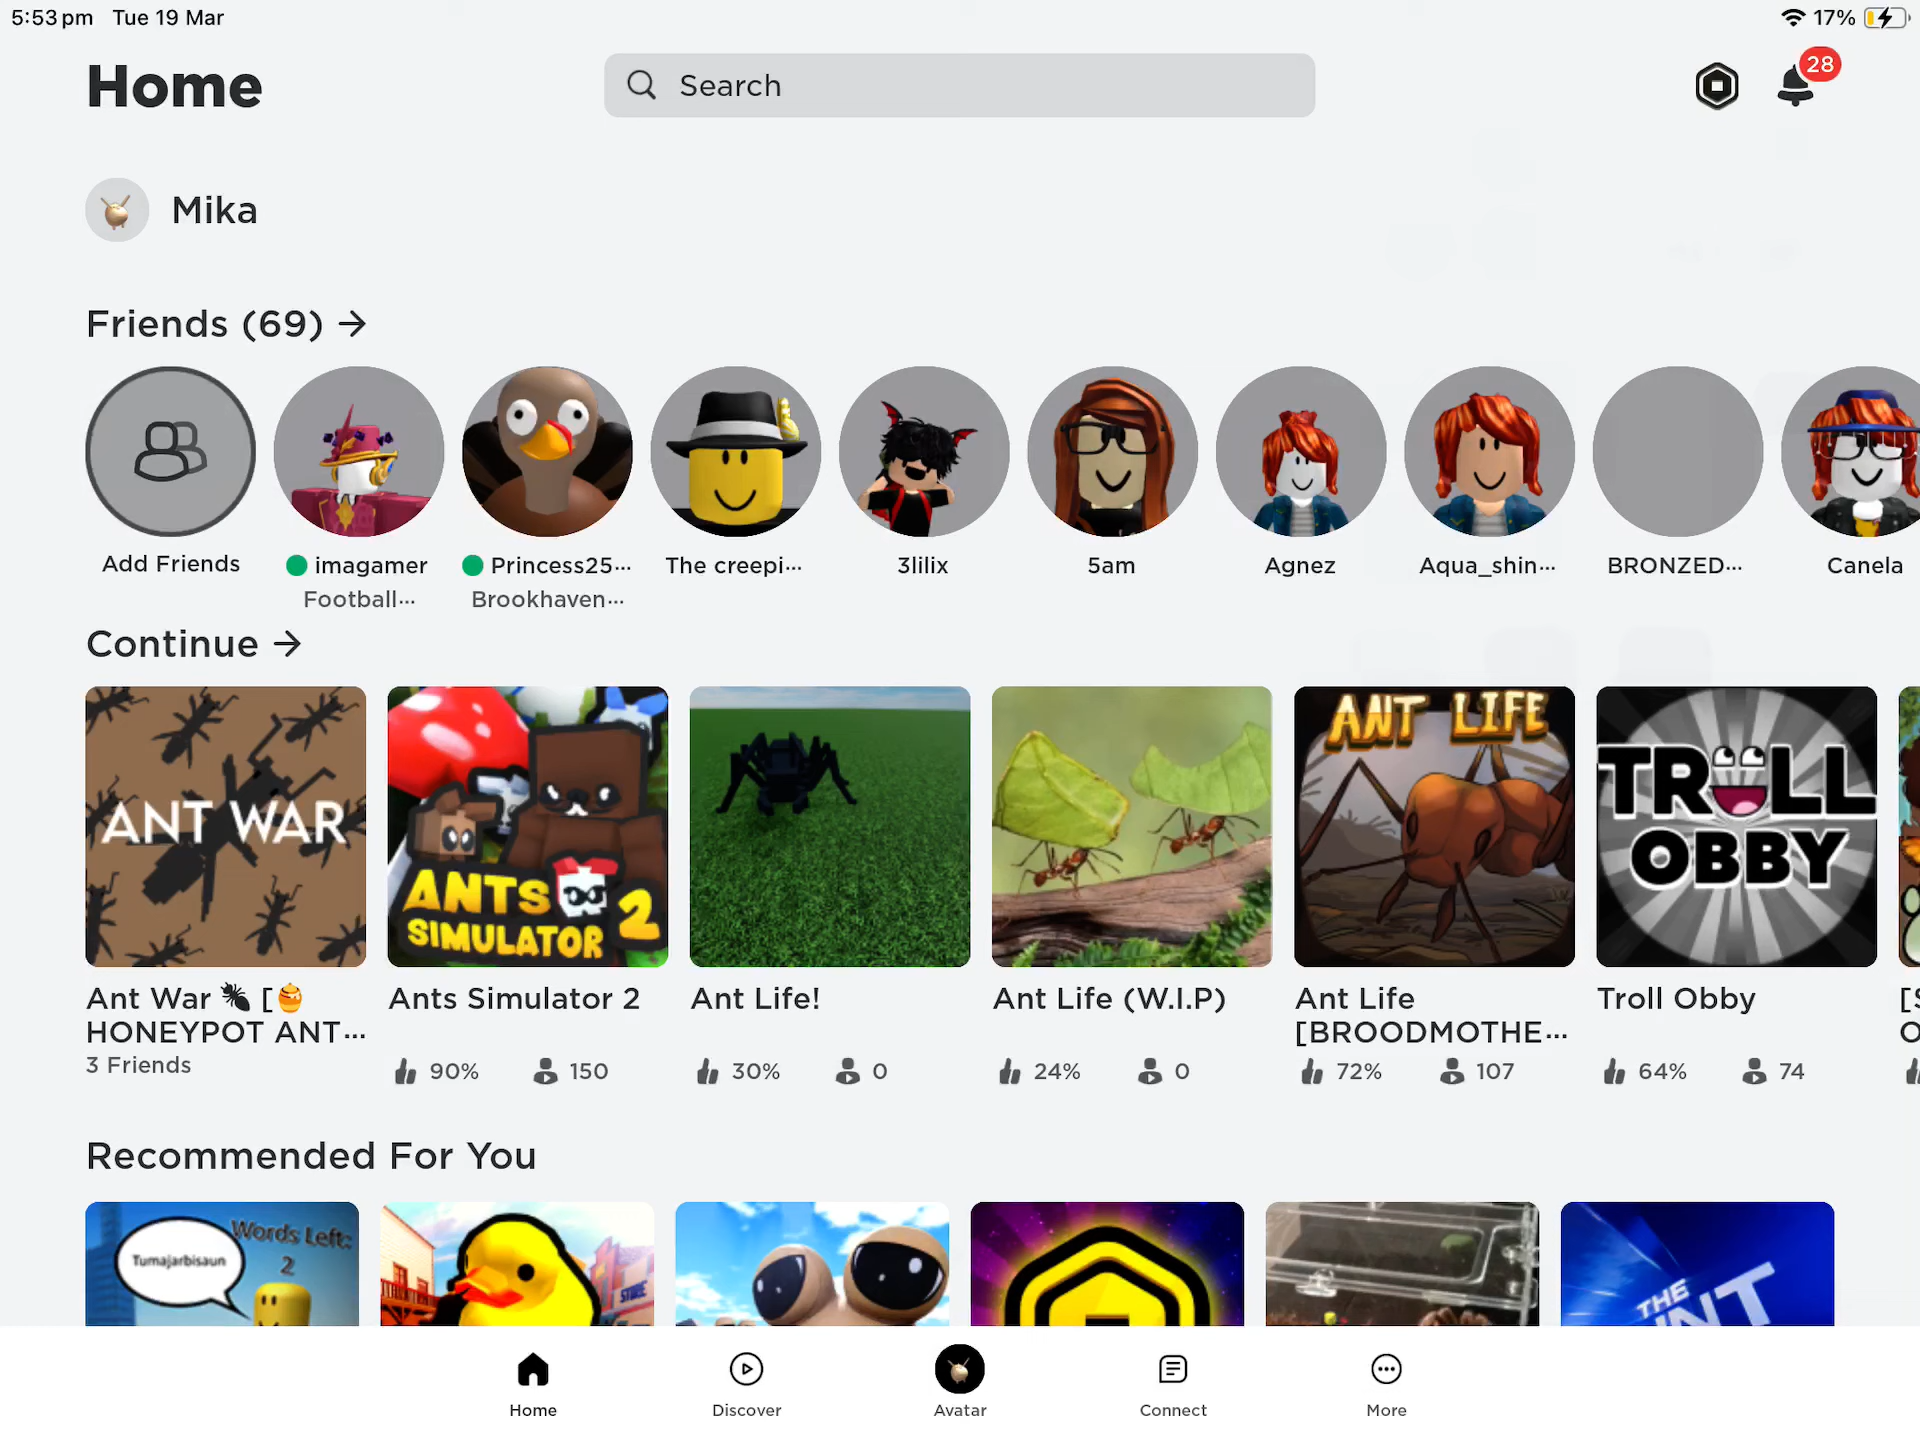 5:53 pm Tue 19 Mar
17%
Home
Search
28
Mika
Friends (69)
Add Friends
imagamer
Football...
Princess25...
Brookhaven...
The creepi...
3lilix
5am
Agnez
Aqua_shin...
BRONZED...
Canela
Continue
ANT WAR
ANTS SIMULATOR 2
ANT LIFE
TROLL OBBY
Ant War 🐜 [🍯
HONEYPOT ANT...
3 Friends
Ants Simulator 2
90% 150
Ant Life!
30% 0
Ant Life (W.I.P)
24% 0
Ant Life
[BROODMOTHE...
72% 107
Troll Obby
64% 74
[S
O
Recommended For You
Tumajarbisaun
Words Left:
2
STORE
THE
Home
Discover
Avatar
Connect
More